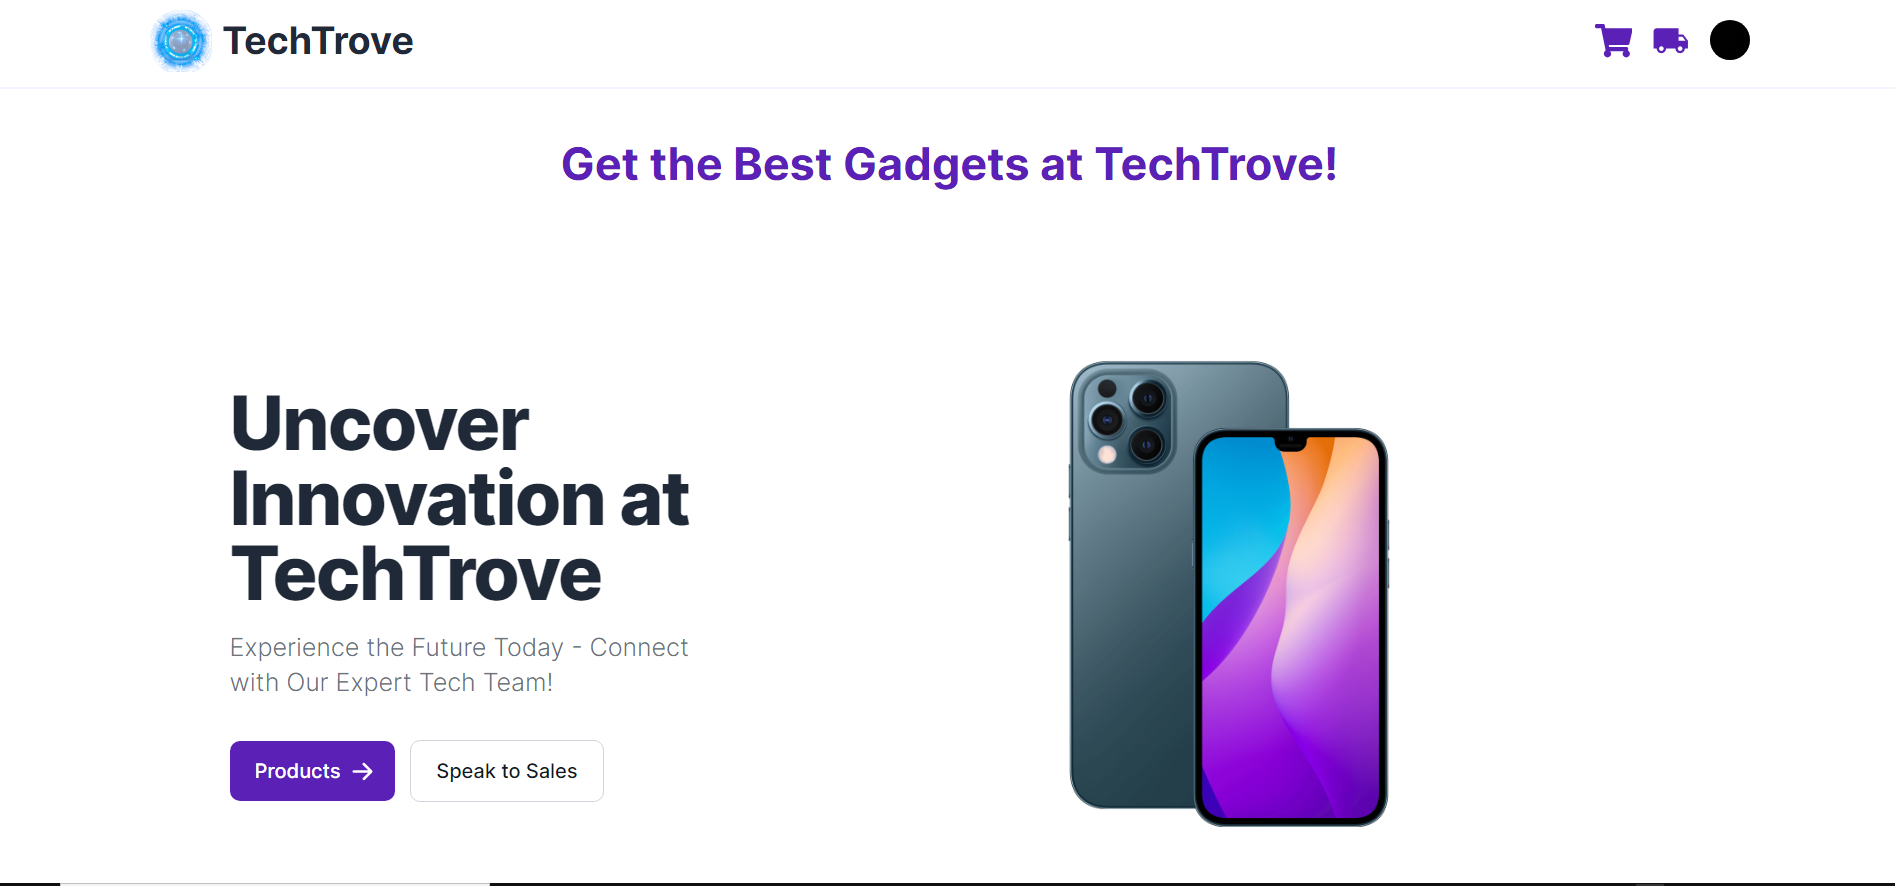 TechTrove
Get the Best Gadgets at TechTrove!
Uncover
Innovation at
TechTrove
Experience the Future Today - Connect
with Our Expert Tech Team!
Products
Speak to Sales